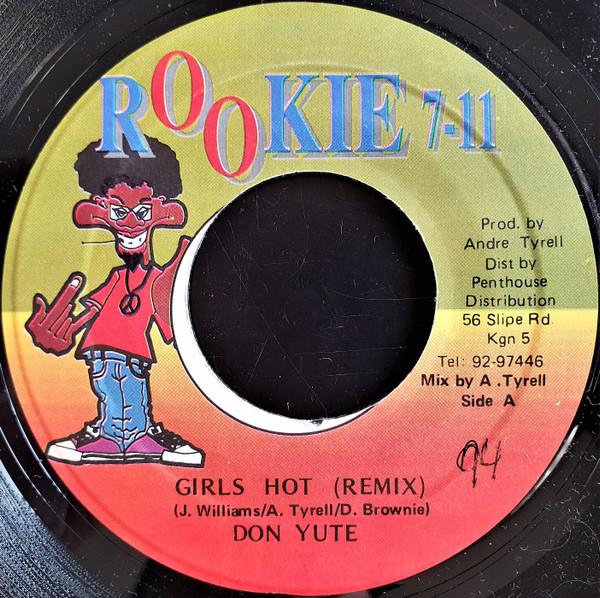 ROOKIE 7-11
Prod. by
Andre Tyrell
Dist by
Penthouse
Distribution
56 Slipe Rd
Kgn 5
Tel: 92-97446
Mix by A .Tyrell
Side A
94
GIRLS HOT (REMIX)
(J. Williams/A. Tyrell/D. Brownie)
DON YUTE